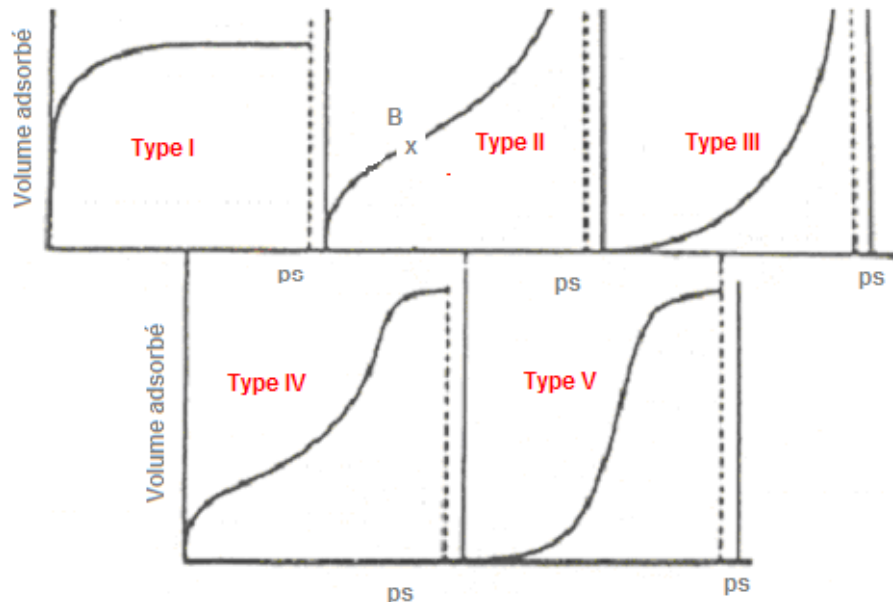 Volume adsorbé
B
x
Type I
Type II
Type III
ps
ps
ps
Volume adsorbé
Type IV
Type V
ps
ps